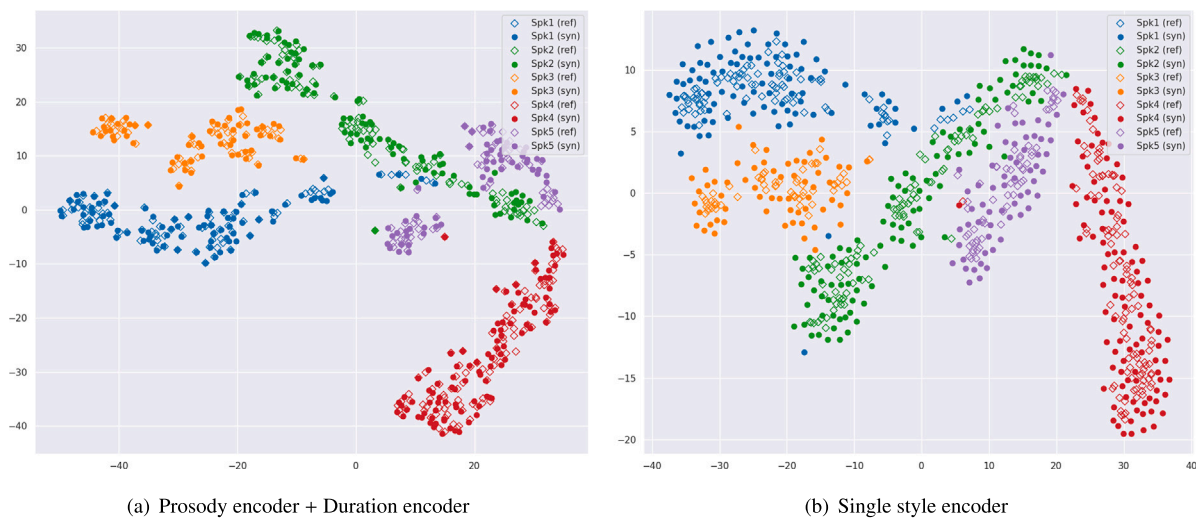 30
20
10
0
−10
−20
−30
−40
−40
−20
0
20
Spk1 (ref)
Spk1 (syn)
Spk2 (ref)
Spk2 (syn)
Spk3 (ref)
Spk3 (syn)
Spk4 (ref)
Spk4 (syn)
Spk5 (ref)
Spk5 (syn)
(a) Prosody encoder + Duration encoder
10
5
0
−5
−10
−15
−20
−40
−30
−20
−10
0
10
20
30
40
Spk1 (ref)
Spk1 (syn)
Spk2 (ref)
Spk2 (syn)
Spk3 (ref)
Spk3 (syn)
Spk4 (ref)
Spk4 (syn)
Spk5 (ref)
Spk5 (syn)
(b) Single style encoder